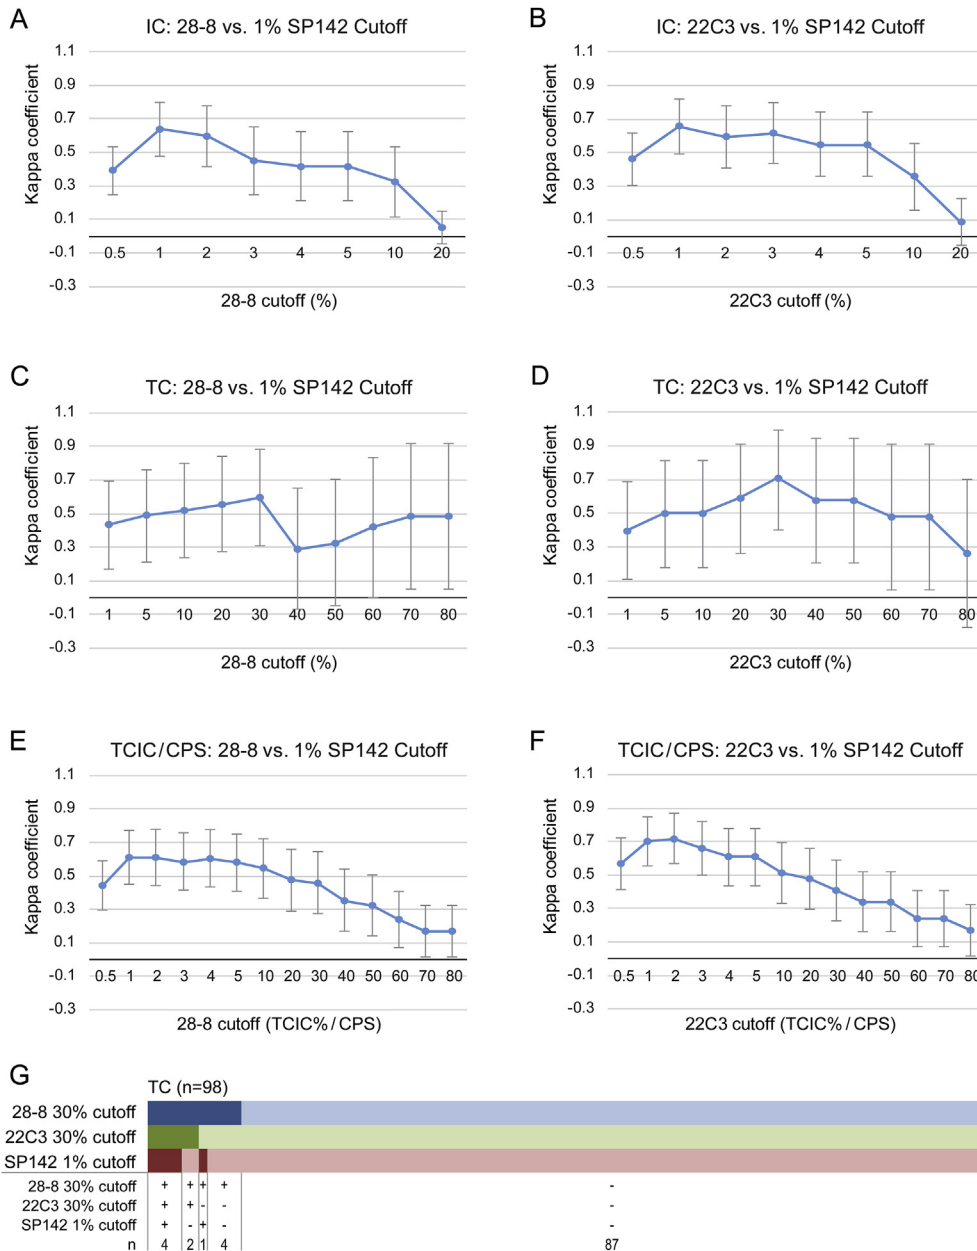 A
IC: 28-8 vs. 1% SP142 Cutoff
Kappa coefficient
1.1
0.9
0.7
0.5
0.3
0.1
-0.1
-0.3
0.5 1 2 3 4 5 10 20
28-8 cutoff (%)
B
IC: 22C3 vs. 1% SP142 Cutoff
Kappa coefficient
1.1
0.9
0.7
0.5
0.3
0.1
-0.1
-0.3
0.5 1 2 3 4 5 10 20
22C3 cutoff (%)
C
TC: 28-8 vs. 1% SP142 Cutoff
Kappa coefficient
1.1
0.9
0.7
0.5
0.3
0.1
-0.1
-0.3
1 5 10 20 30 40 50 60 70 80
28-8 cutoff (%)
D
TC: 22C3 vs. 1% SP142 Cutoff
Kappa coefficient
1.1
0.9
0.7
0.5
0.3
0.1
-0.1
-0.3
1 5 10 20 30 40 50 60 70 80
22C3 cutoff (%)
E
TCIC/CPS: 28-8 vs. 1% SP142 Cutoff
Kappa coefficient
1.1
0.9
0.7
0.5
0.3
0.1
-0.1
-0.3
0.5 1 2 3 4 5 10 20 30 40 50 60 70 80
28-8 cutoff (TCIC%/CPS)
F
TCIC/CPS: 22C3 vs. 1% SP142 Cutoff
Kappa coefficient
1.1
0.9
0.7
0.5
0.3
0.1
-0.1
-0.3
0.5 1 2 3 4 5 10 20 30 40 50 60 70 80
22C3 cutoff (TCIC%/CPS)
G
TC (n=98)
28-8 30% cutoff
22C3 30% cutoff
SP142 1% cutoff
28-8 30% cutoff + + + + -
22C3 30% cutoff + + - - -
SP142 1% cutoff + - + - -
n 4 2 1 4 87